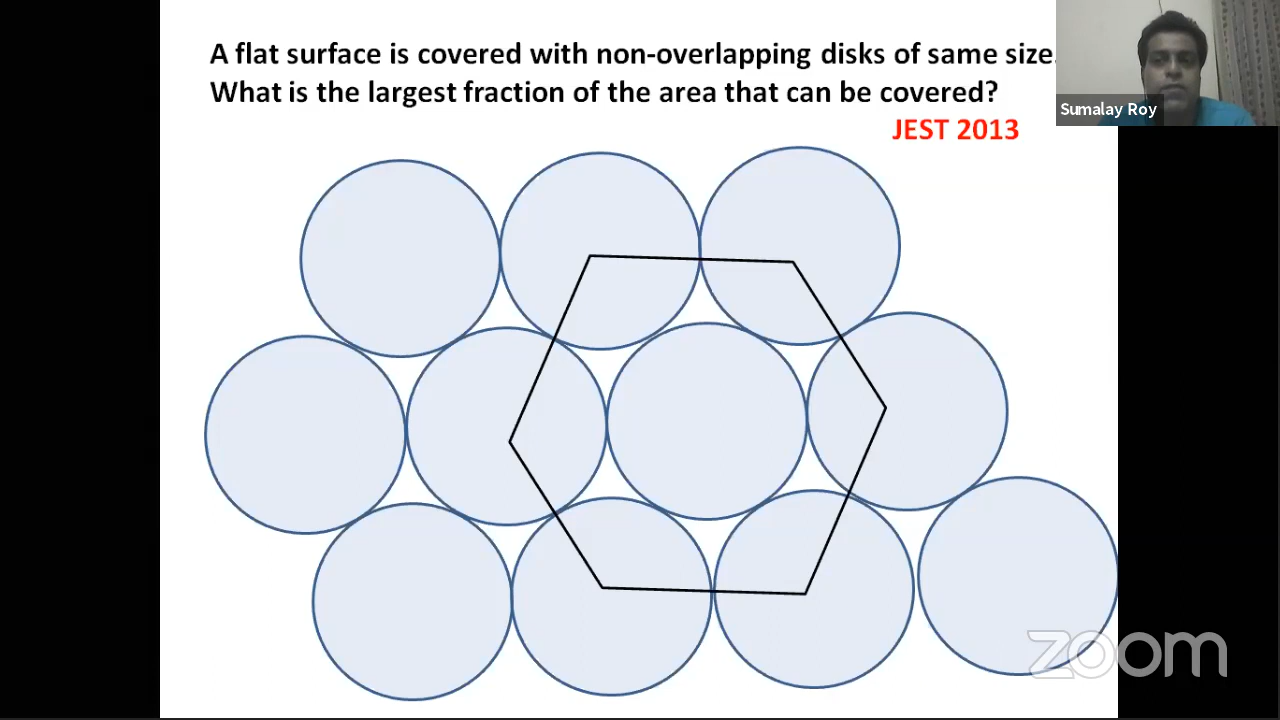 A flat surface is covered with non-overlapping disks of same size.
What is the largest fraction of the area that can be covered?
JEST 2013
Sumalay Roy
zoom